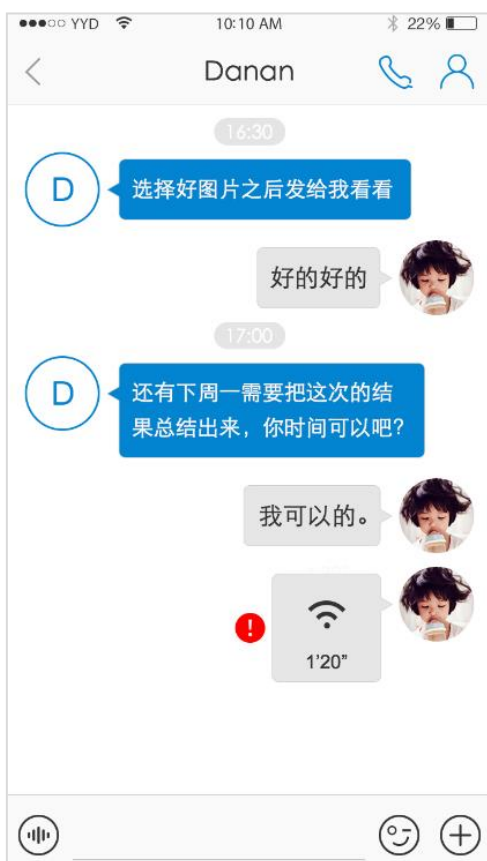 YYD 10:10 AM 22%
Danan
16:30
D
选择好图片之后发给我看看
好的好的
17:00
D
还有下周一需要把这次的结
果总结出来，你时间可以吧？
我可以的。
!
1'20"